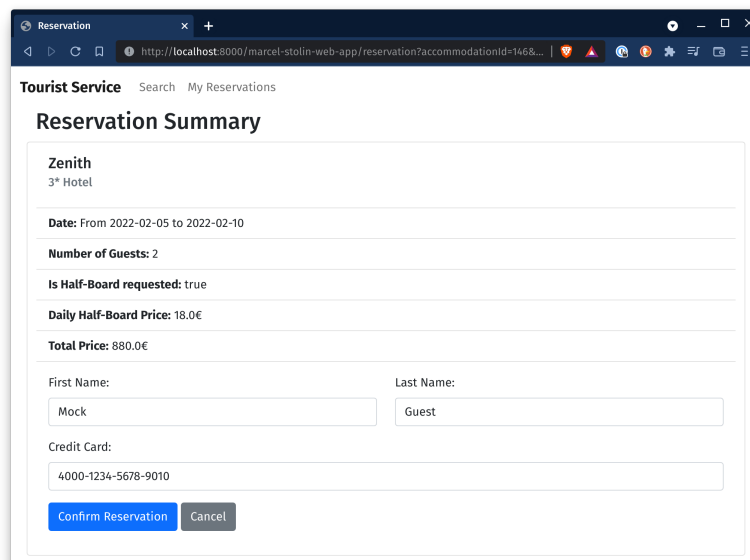 Reservation
http://localhost:8000/marcel-stolin-web-app/reservation?accommodationId=146&...
Tourist Service Search My Reservations
Reservation Summary
Zenith
3* Hotel
Date: From 2022-02-05 to 2022-02-10
Number of Guests: 2
Is Half-Board requested: true
Daily Half-Board Price: 18.0€
Total Price: 880.0€
First Name: Last Name:
Mock Guest
Credit Card:
4000-1234-5678-9010
Confirm Reservation Cancel